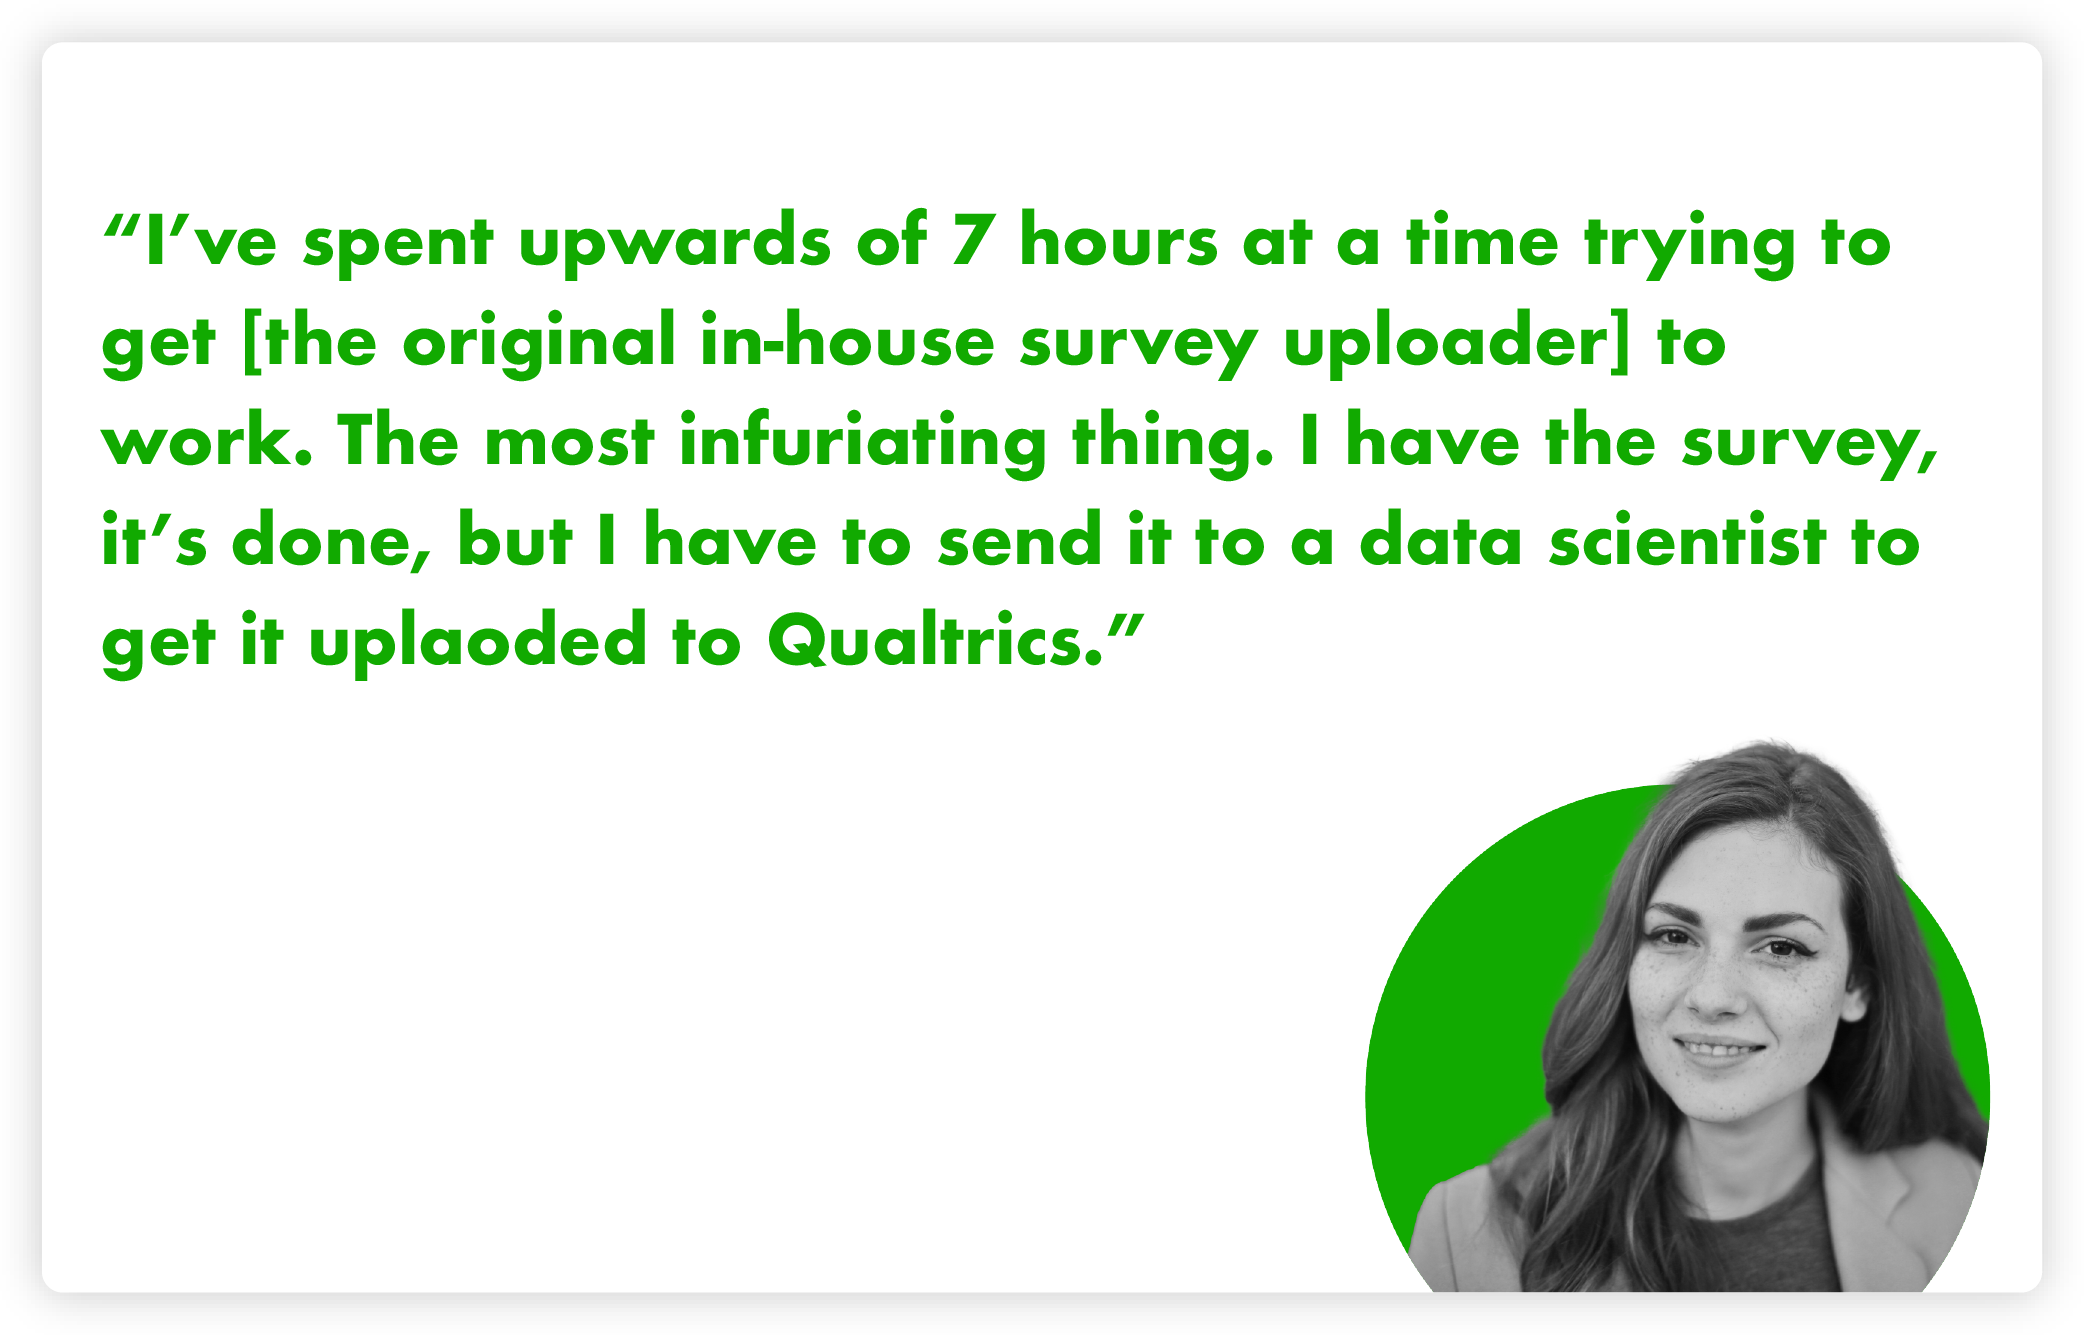 “I’ve spent upwards of 7 hours at a time trying to
get [the original in-house survey uploader] to
work. The most infuriating thing. I have the survey,
it’s done, but I have to send it to a data scientist to
get it uplaoded to Qualtrics.”